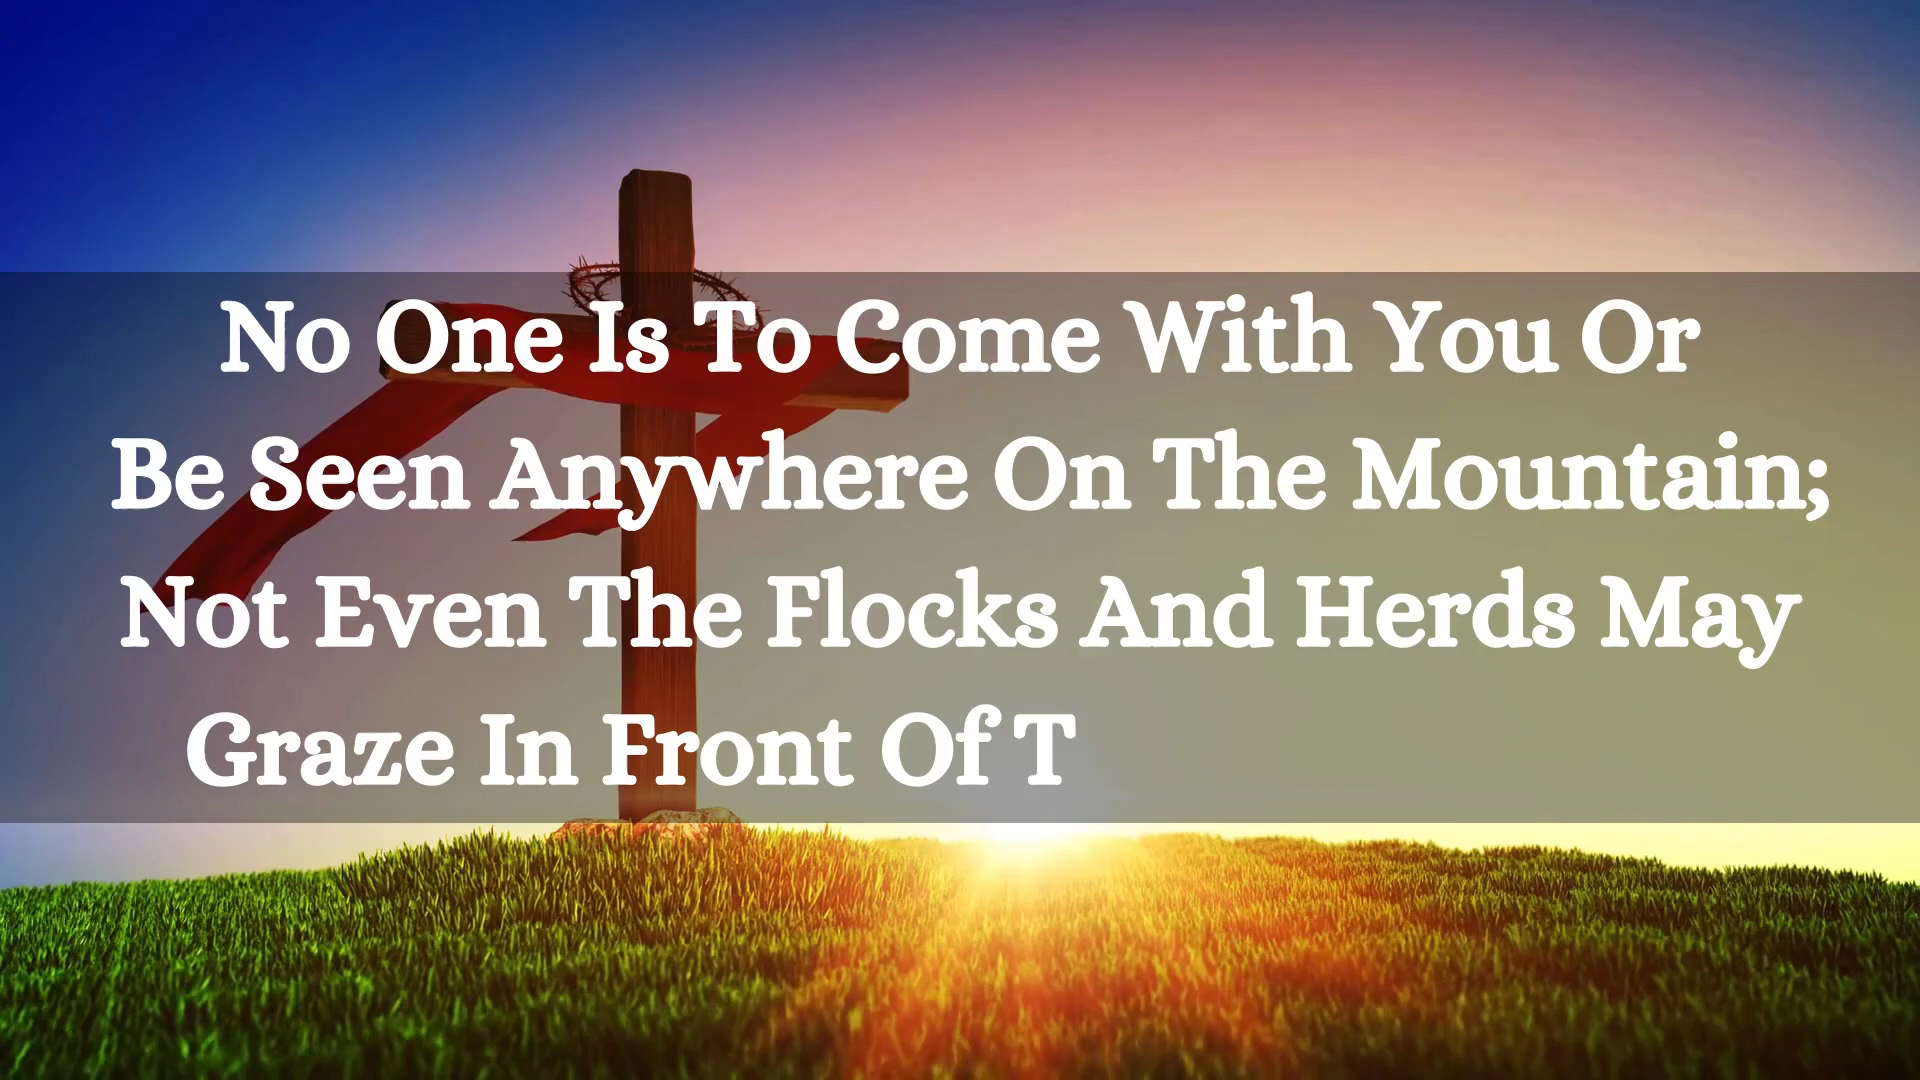 No One Is To Come With You Or
Be Seen Anywhere On The Mountain;
Not Even The Flocks And Herds May
Graze In Front Of T